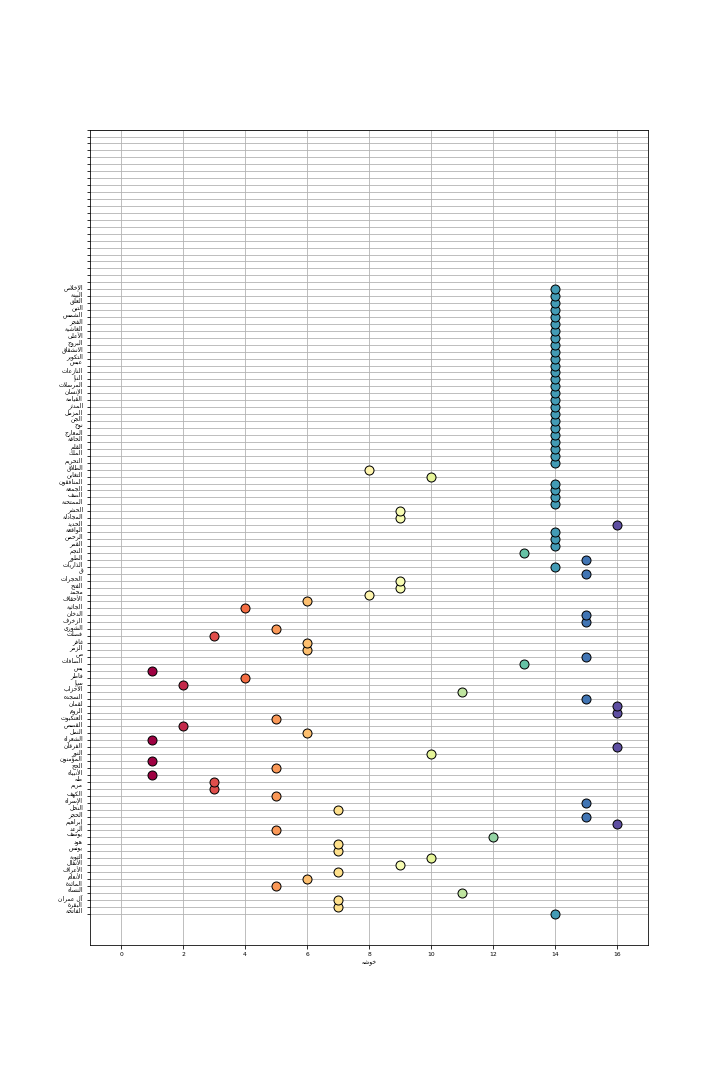 الإخلاص
البينة
العلق
التين
الشمس
الفجر
الغاشية
الأعلى
البروج
الانشقاق
التكوير
عبس
النازعات
النبأ
المرسلات
الإنسان
القيامة
المدثر
المزمل
الجن
نوح
المعارج
الحاقة
القلم
الملك
التحريم
الطلاق
التغابن
المنافقون
الجمعة
الصف
الممتحنة
الحشر
المجادلة
الحديد
الواقعة
الرحمن
القمر
النجم
الطور
الذاريات
ق
الحجرات
الفتح
محمد
الأحقاف
الجاثية
الدخان
الزخرف
الشورى
فصلت
غافر
الزمر
ص
الصافات
يس
فاطر
سبأ
الأحزاب
السجدة
لقمان
الروم
العنكبوت
القصص
النمل
الشعراء
الفرقان
النور
المؤمنون
الحج
الأنبياء
طه
مريم
الكهف
الإسراء
النحل
الحجر
إبراهيم
الرعد
يوسف
هود
يونس
التوبة
الأنفال
الأعراف
الأنعام
المائدة
النساء
آل عمران
البقرة
الفاتحة
0 2 4 6 8 10 12 14 16
خوشه